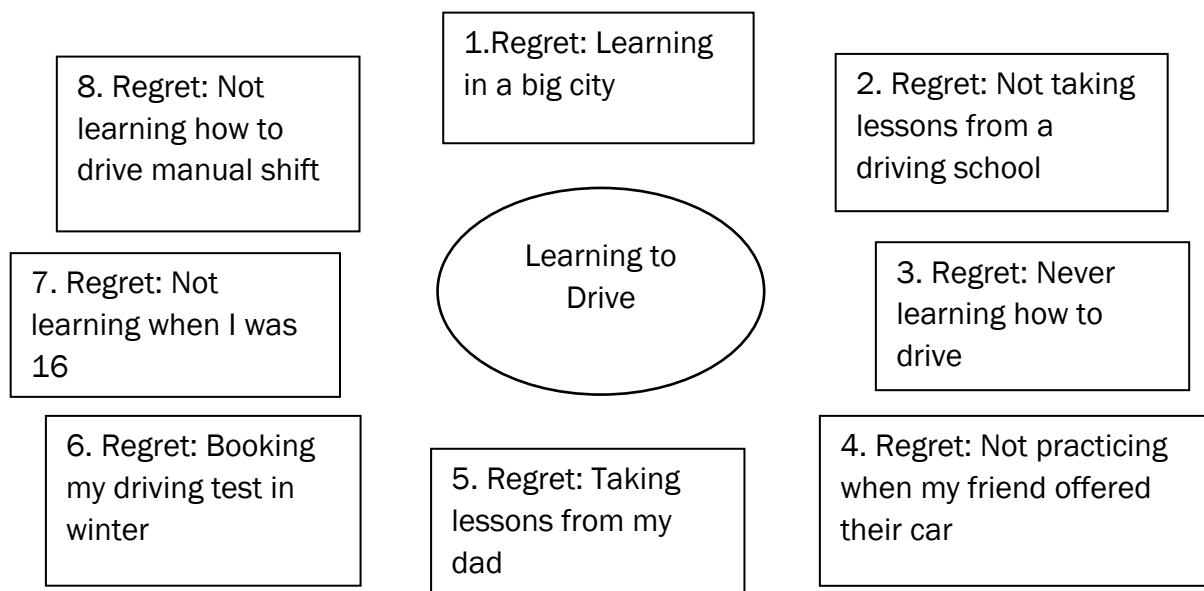 1.Regret: Learning
in a big city
2. Regret: Not taking
lessons from a
driving school
3. Regret: Never
learning how to
drive
4. Regret: Not practicing
when my friend offered
their car
5. Regret: Taking
lessons from my
dad
6. Regret: Booking
my driving test in
winter
7. Regret: Not
learning when I was
16
8. Regret: Not
learning how to
drive manual shift
Learning to
Drive